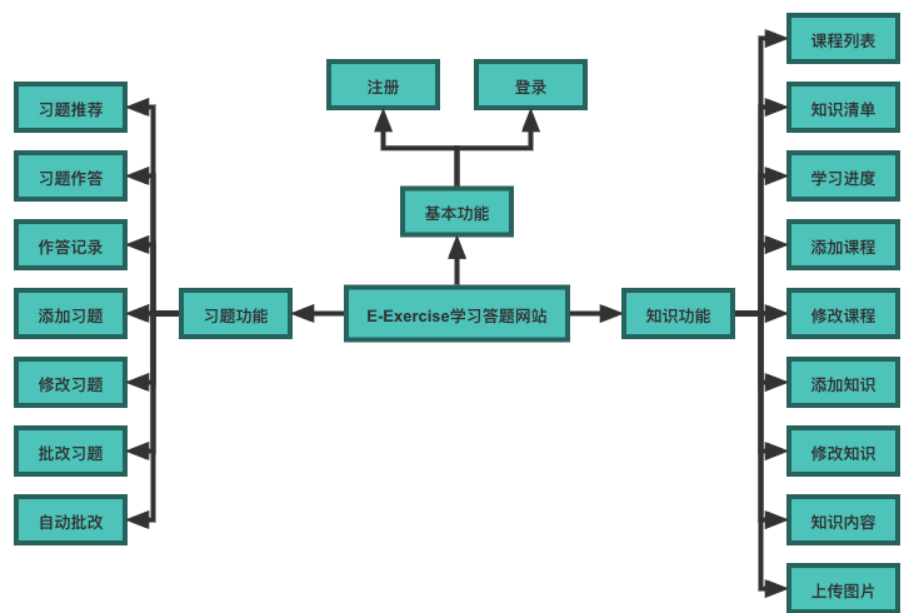 课程列表
注册
登录
习题推荐
知识清单
习题作答
学习进度
基本功能
作答记录
添加课程
添加习题
习题功能
E-Exercise学习答题网站
知识功能
修改课程
修改习题
添加知识
批改习题
修改知识
自动批改
知识内容
上传图片